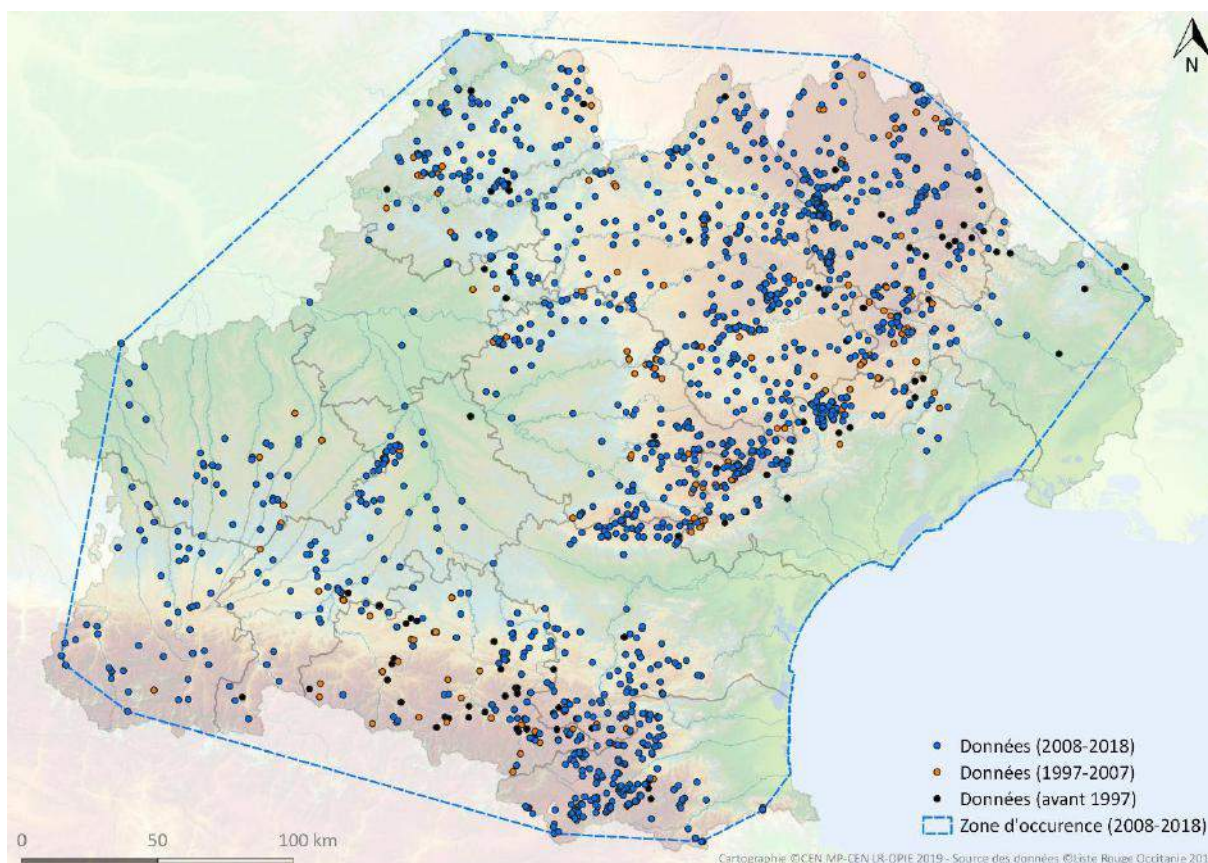 N
Données (2008-2018)
Données (1997-2007)
Données (avant 1997)
Zone d'occurence (2008-2018)
0 50 100 km
Cartographie ©CEN MP-CEN LR-OPIE 2019 - Source des données ©Liste Rouge Occitanie 201